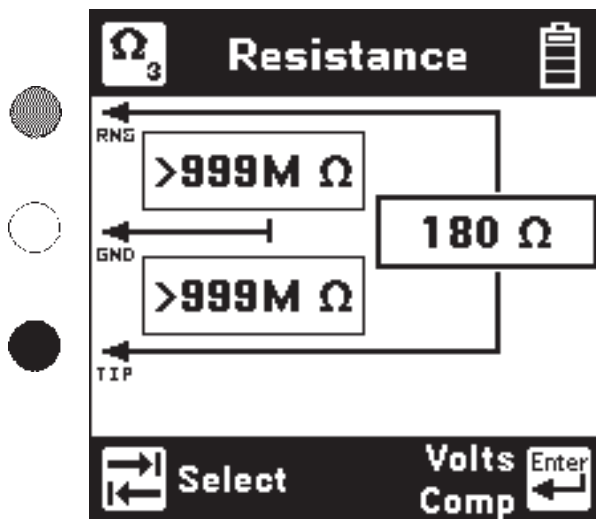 Ω3 Resistance
RNG
>999M Ω
180 Ω
GND
>999M Ω
TIP
Select
Volts
Comp
Enter